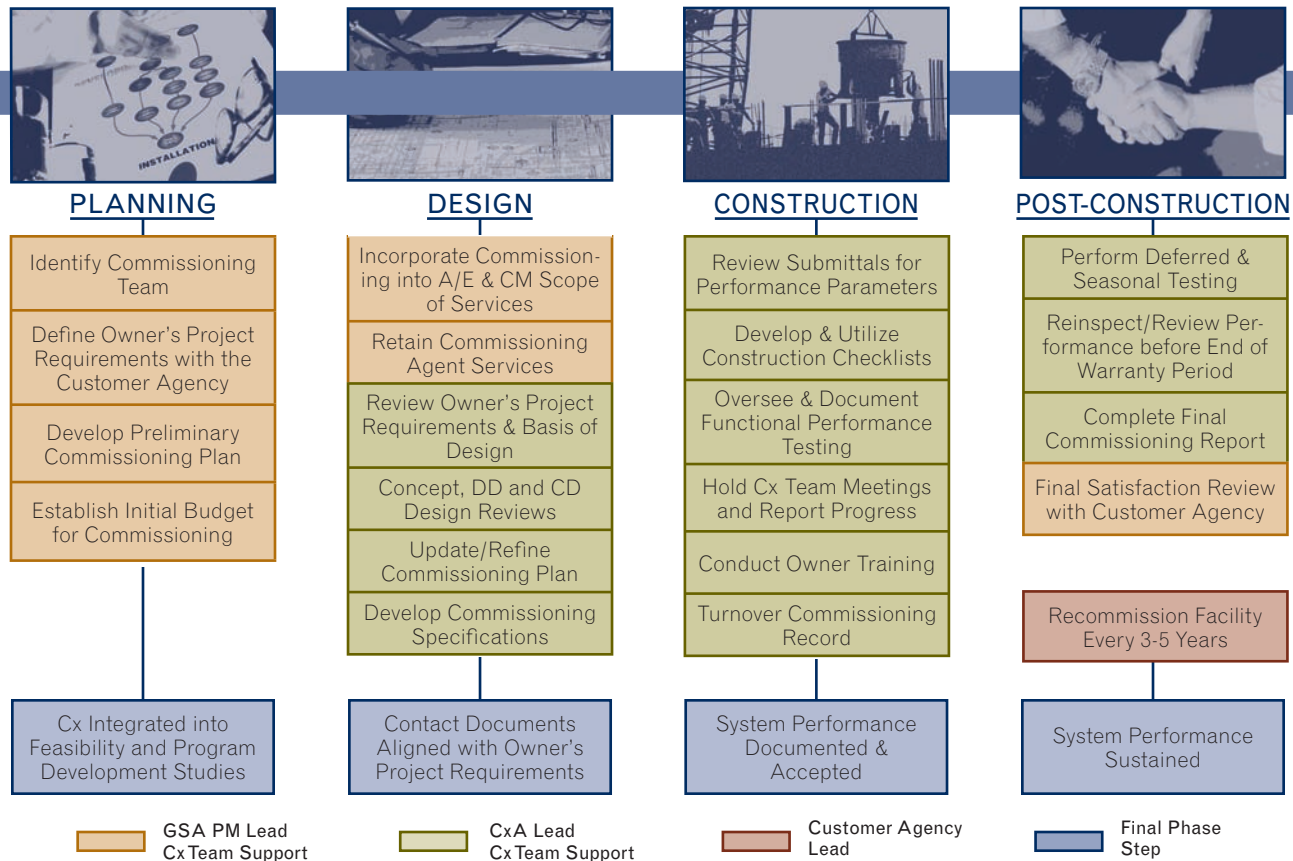 INSTALLATION
PLANNING
Identify Commissioning
Team
Define Owner's Project
Requirements with the
Customer Agency
Develop Preliminary
Commissioning Plan
Establish Initial Budget
for Commissioning
Cx Integrated into
Feasibility and Program
Development Studies
DESIGN
Incorporate Commission-
ing into A/E & CM Scope
of Services
Retain Commissioning
Agent Services
Review Owner's Project
Requirements & Basis of
Design
Concept, DD and CD
Design Reviews
Update/Refine
Commissioning Plan
Develop Commissioning
Specifications
Contact Documents
Aligned with Owner's
Project Requirements
CONSTRUCTION
Review Submittals for
Performance Parameters
Develop & Utilize
Construction Checklists
Oversee & Document
Functional Performance
Testing
Hold Cx Team Meetings
and Report Progress
Conduct Owner Training
Turnover Commissioning
Record
System Performance
Documented &
Accepted
POST-CONSTRUCTION
Perform Deferred &
Seasonal Testing
Reinspect/Review Per-
formance before End of
Warranty Period
Complete Final
Commissioning Report
Final Satisfaction Review
with Customer Agency
Recommission Facility
Every 3-5 Years
System Performance
Sustained
GSA PM Lead
Cx Team Support
CxA Lead
Cx Team Support
Customer Agency
Lead
Final Phase
Step